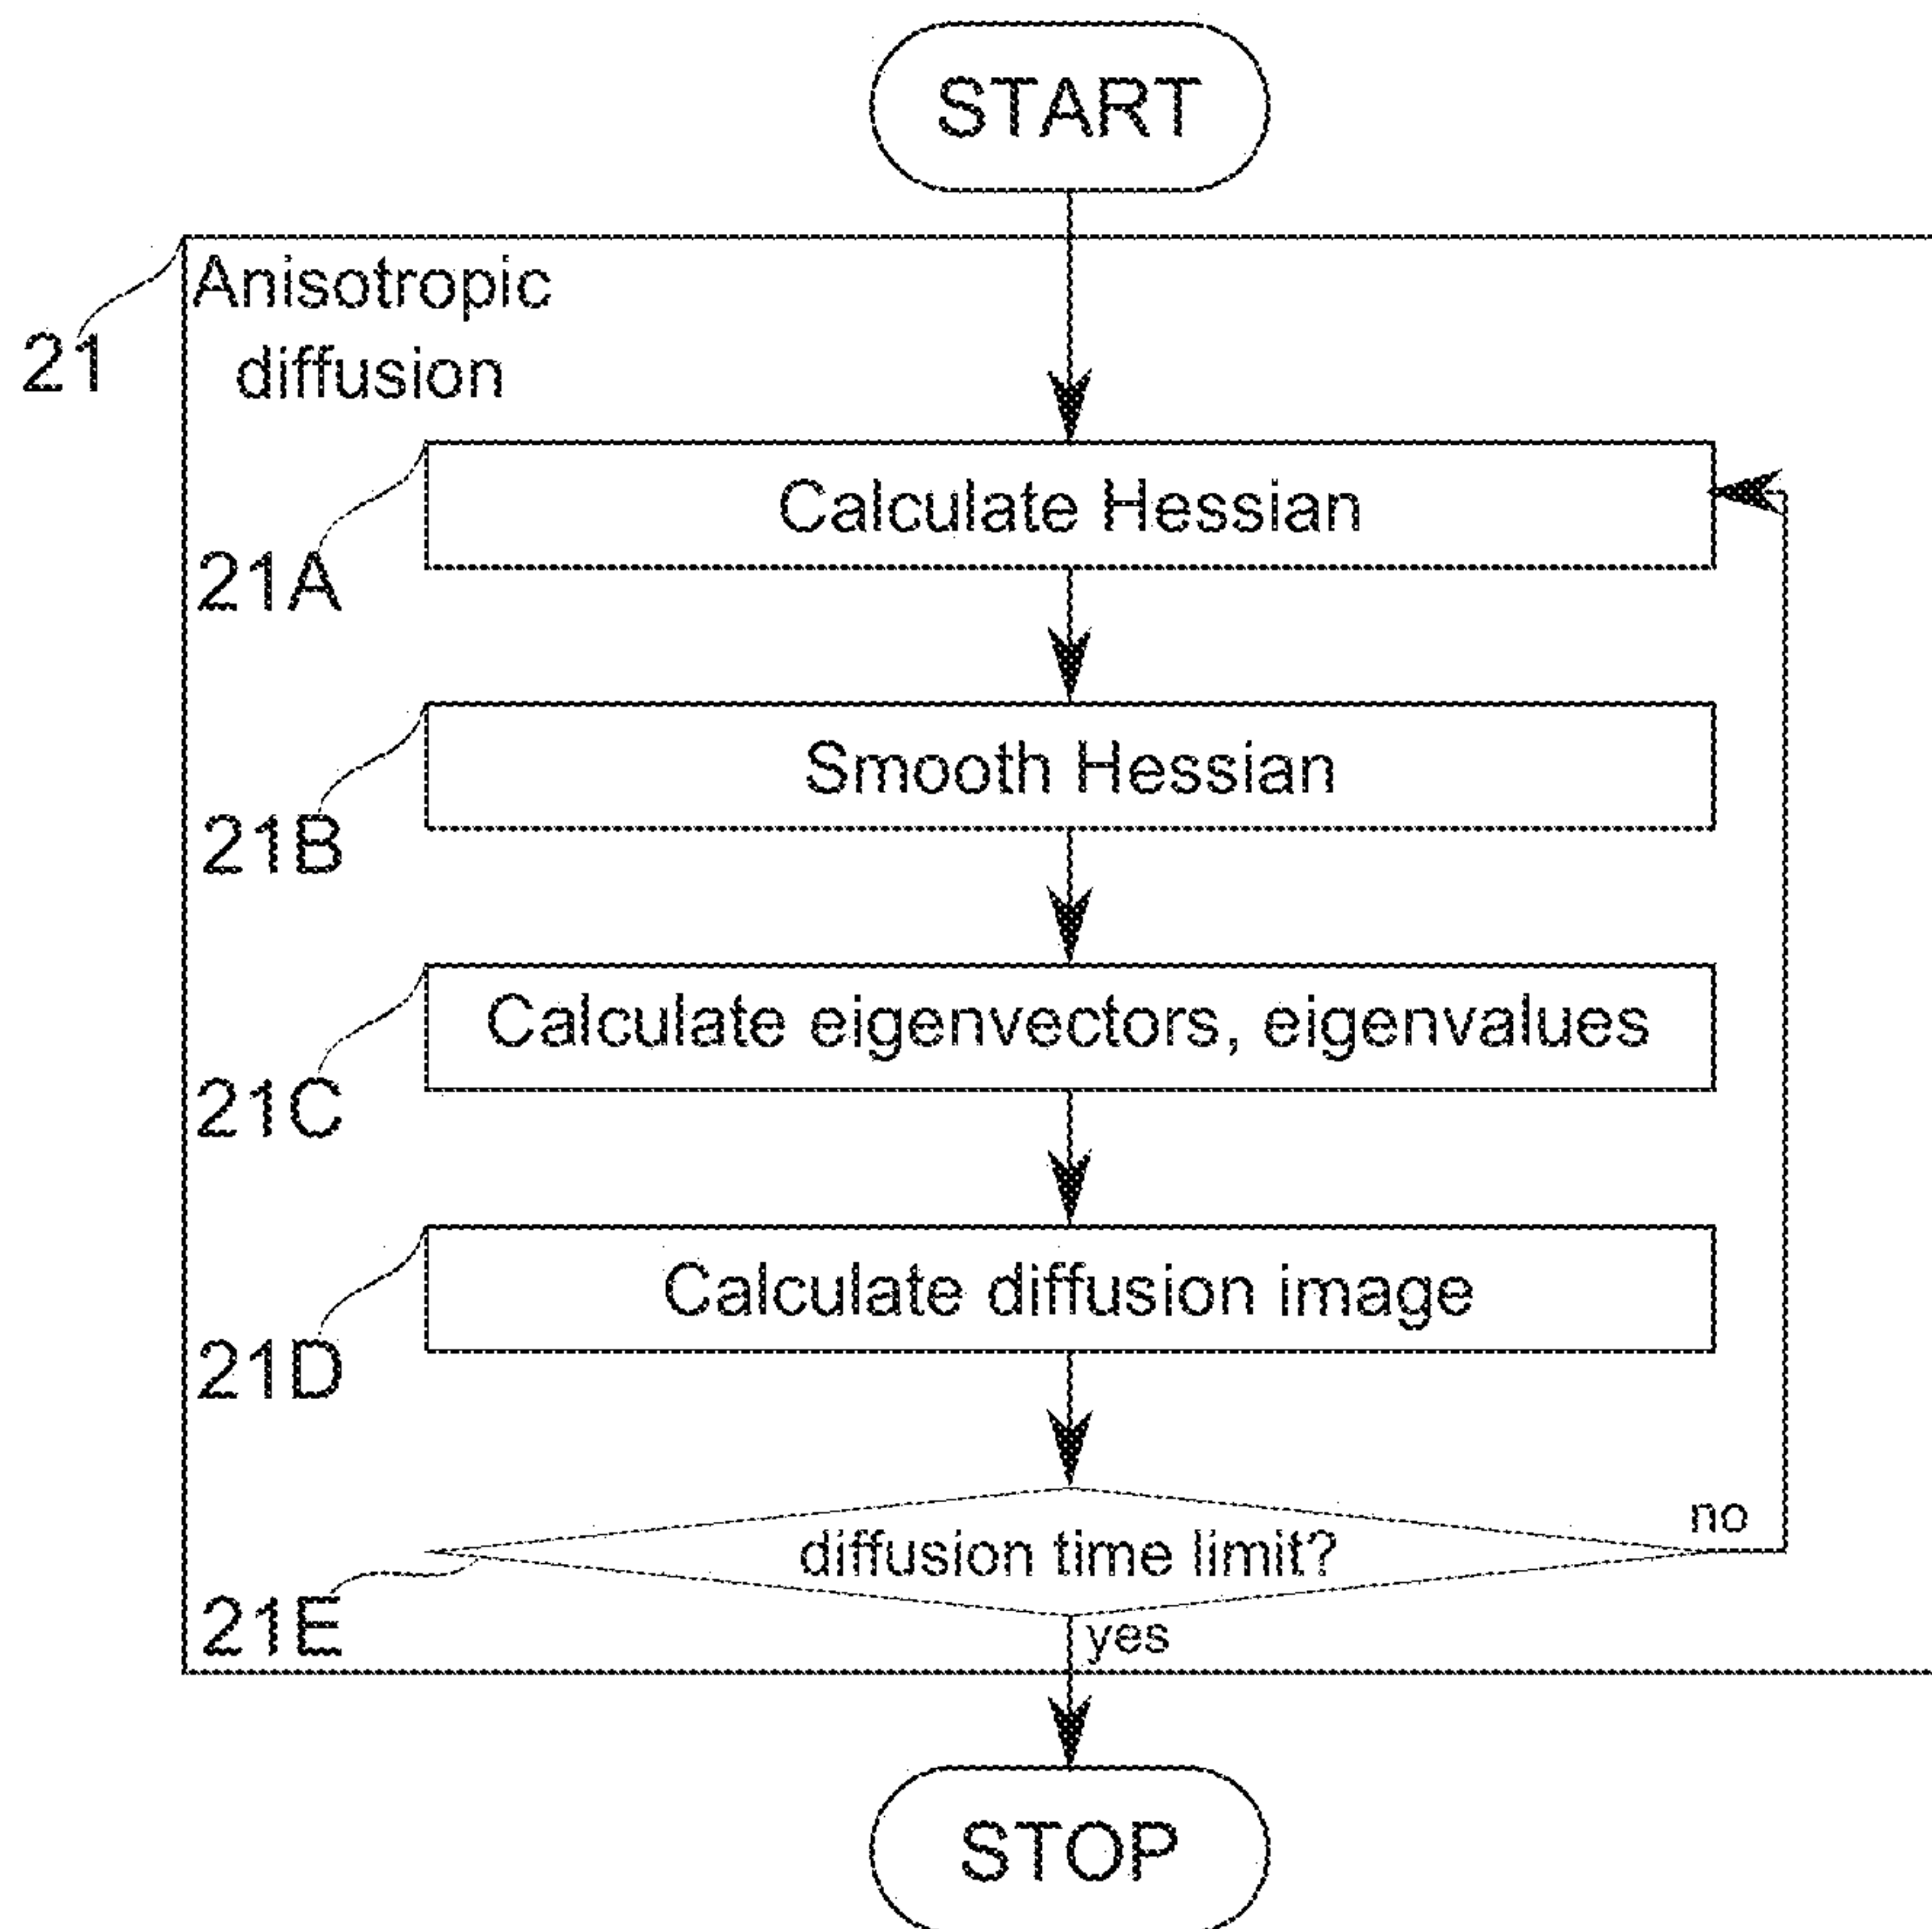 START
Anisotropic
diffusion
21
Calculate Hessian
21A
Smooth Hessian
21B
Calculate eigenvectors, eigenvalues
21C
Calculate diffusion image
21D
no
diffusion time limit?
21E
yes
STOP